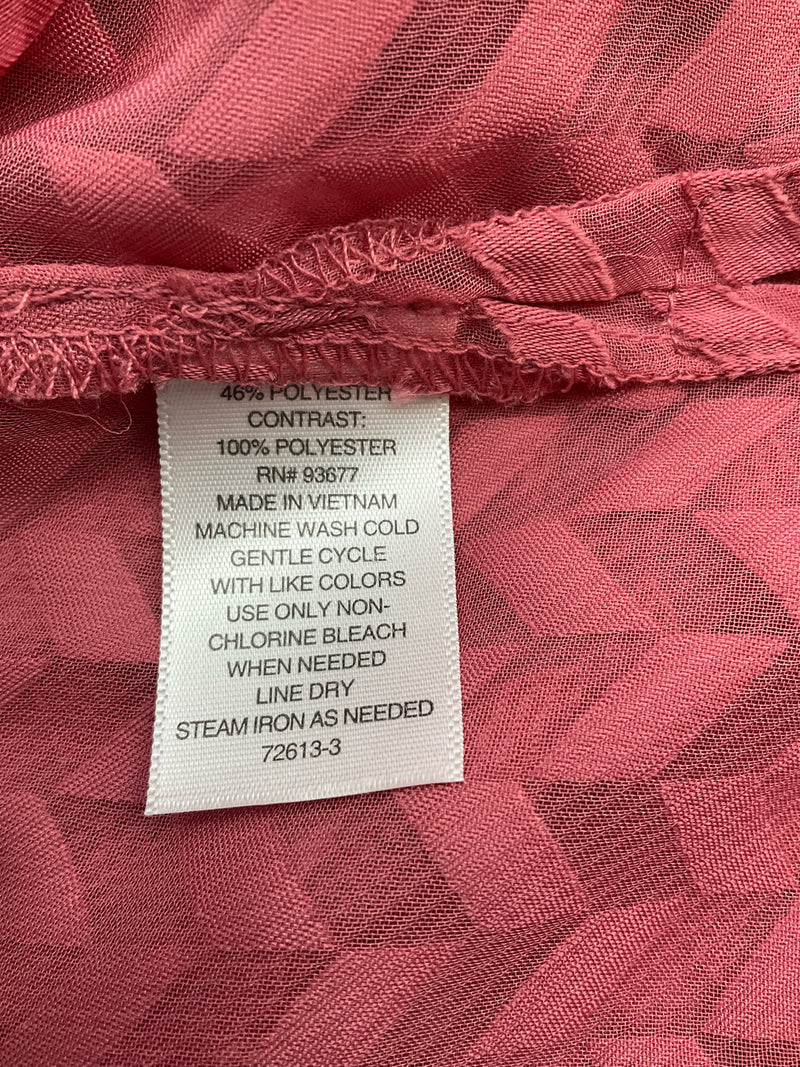 46% POLYESTER
CONTRAST:
100% POLYESTER
RN# 93677
MADE IN VIETNAM
MACHINE WASH COLD
GENTLE CYCLE
WITH LIKE COLORS
USE ONLY NON-
CHLORINE BLEACH
WHEN NEEDED
LINE DRY
STEAM IRON AS NEEDED
72613-3